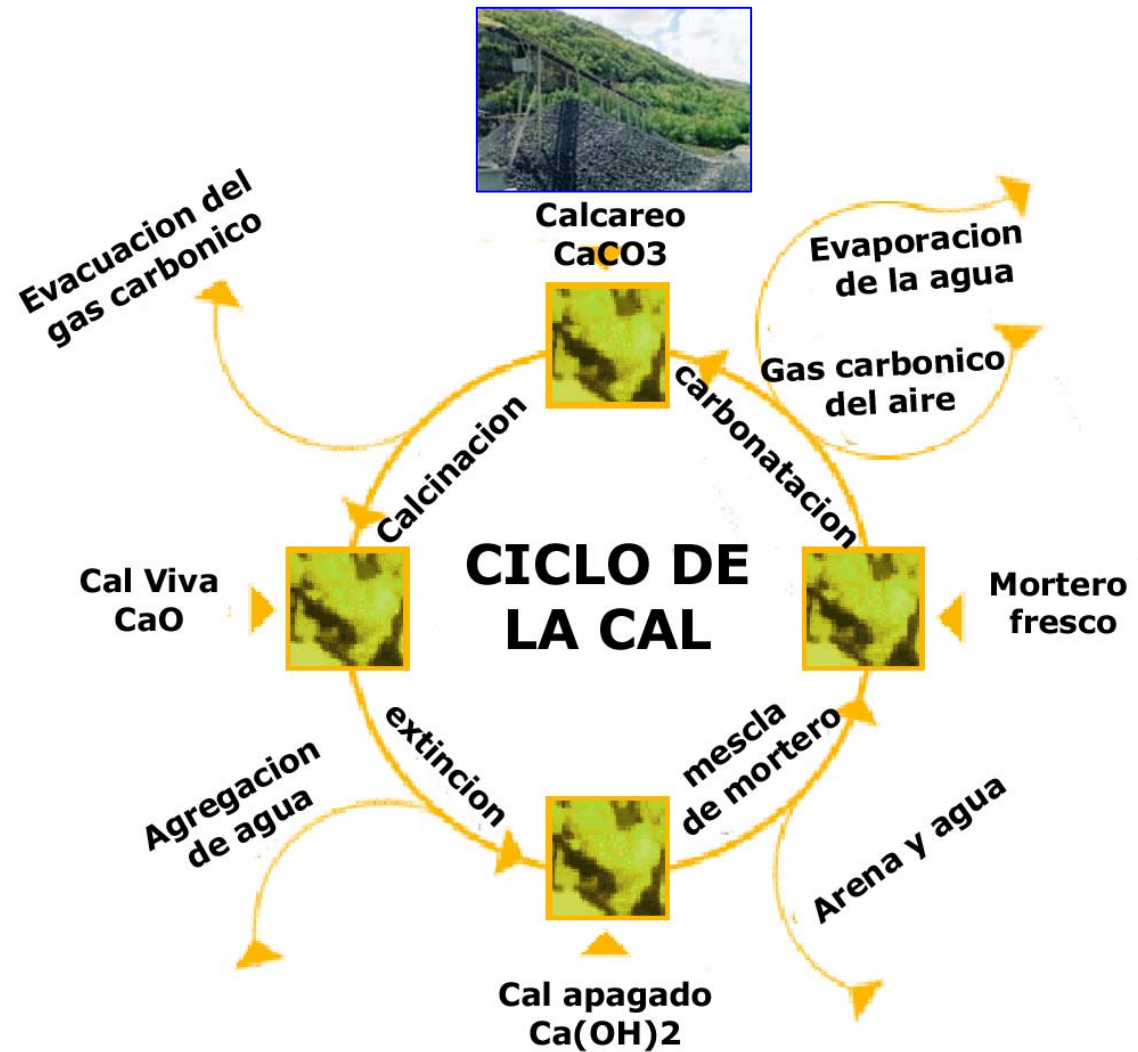 Calcareo
CaCO3
Evacuacion del
gas carbonico
Evaporacion
de la agua
Gas carbonico
del aire
Calcinacion
carbonatacion
CICLO DE
LA CAL
Cal Viva
CaO
Mortero
fresco
extincion
mescla
de mortero
Agregacion
de agua
Arena y agua
Cal apagado
Ca(OH)2